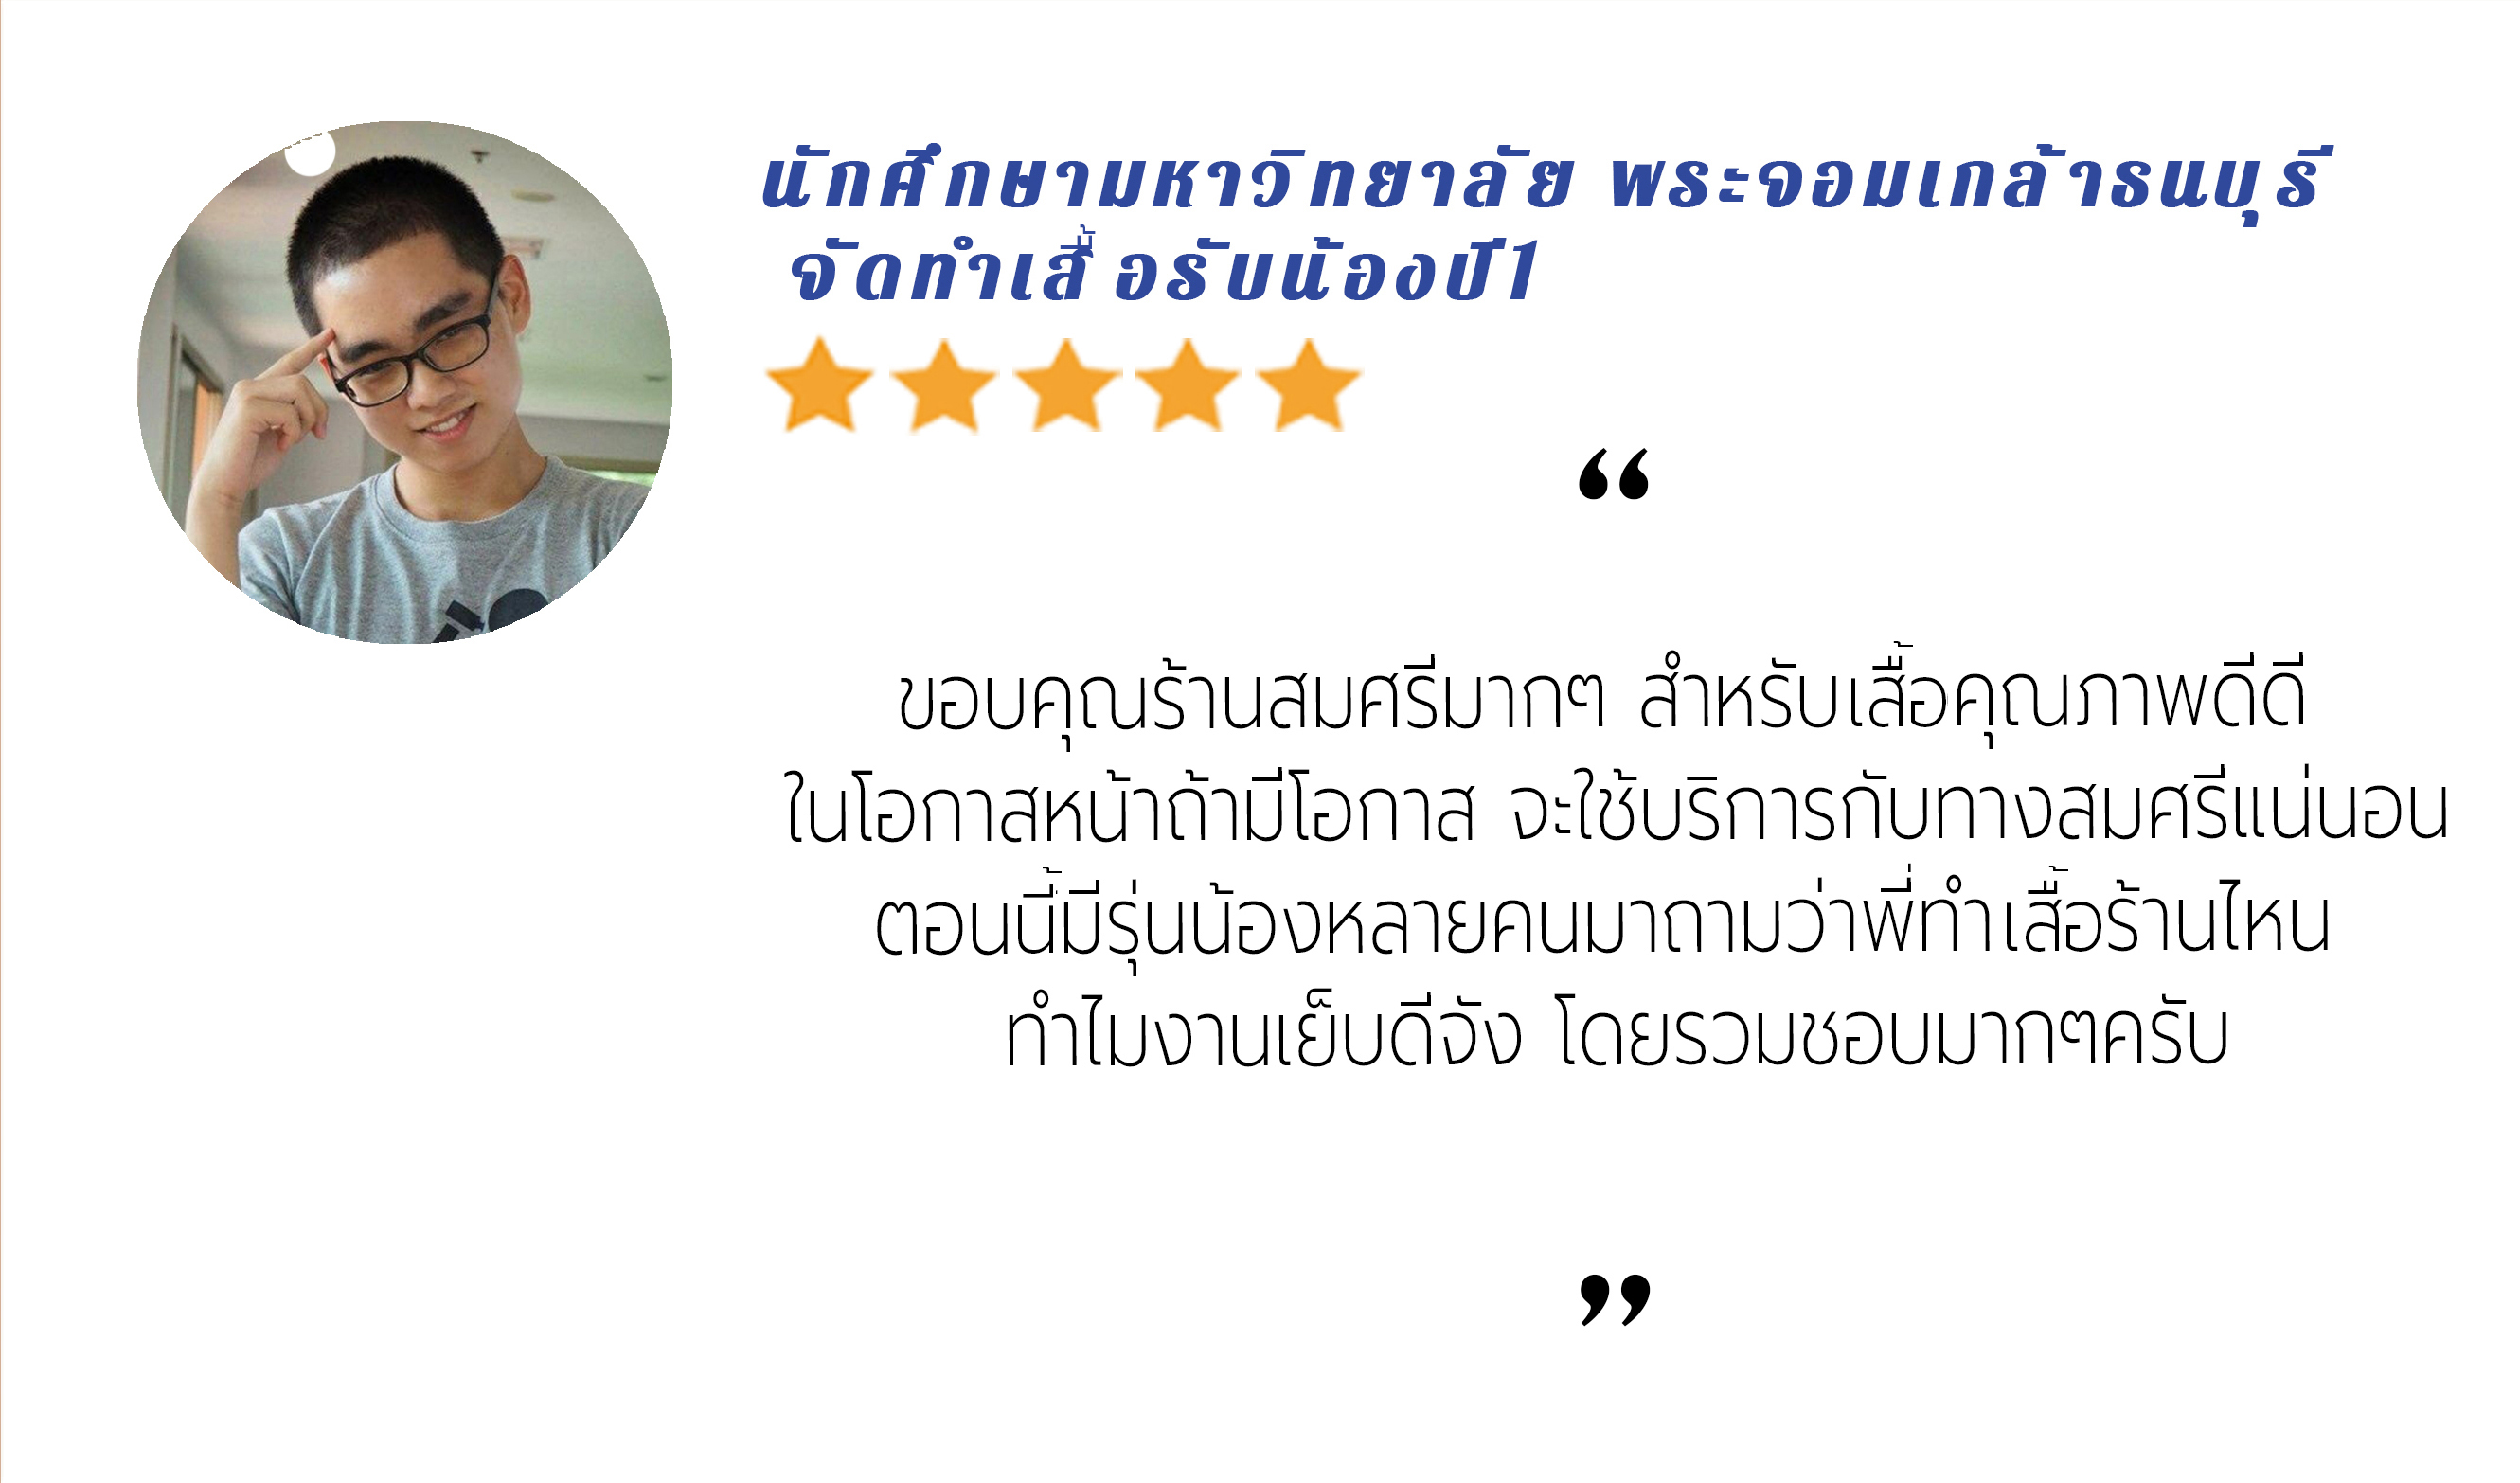 นักศึกษามหาวิทยาลัย พระจอมเกล้าธนบุรี
จัดทำเสื้อรับน้องปี1
“
ขอบคุณร้านสมศรีมากๆ สำหรับเสื้อคุณภาพดีดี
ในโอกาสหน้าถ้ามีโอกาส จะใช้บริการกับทางสมศรีแน่นอน
ตอนนี้มีรุ่นน้องหลายคนมาถามว่าพี่ทำเสื้อร้านไหน
ทำไมงานเย็บดีจัง โดยรวมชอบมากๆครับ
”